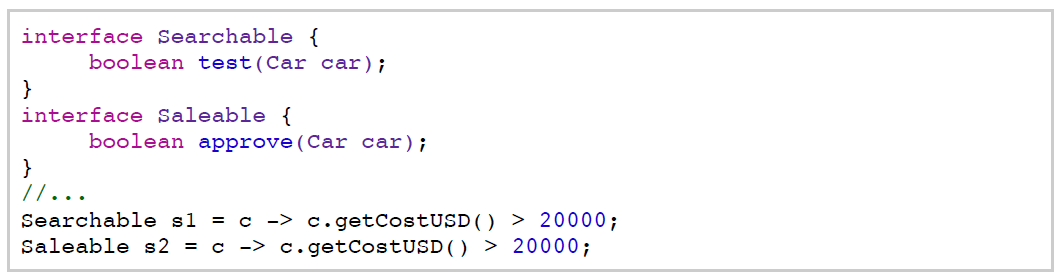 interface Searchable {
     boolean test(Car car);
}
interface Saleable {
     boolean approve(Car car);
}
//...
Searchable s1 = c -> c.getCostUSD() > 20000;
Saleable s2 = c -> c.getCostUSD() > 20000;